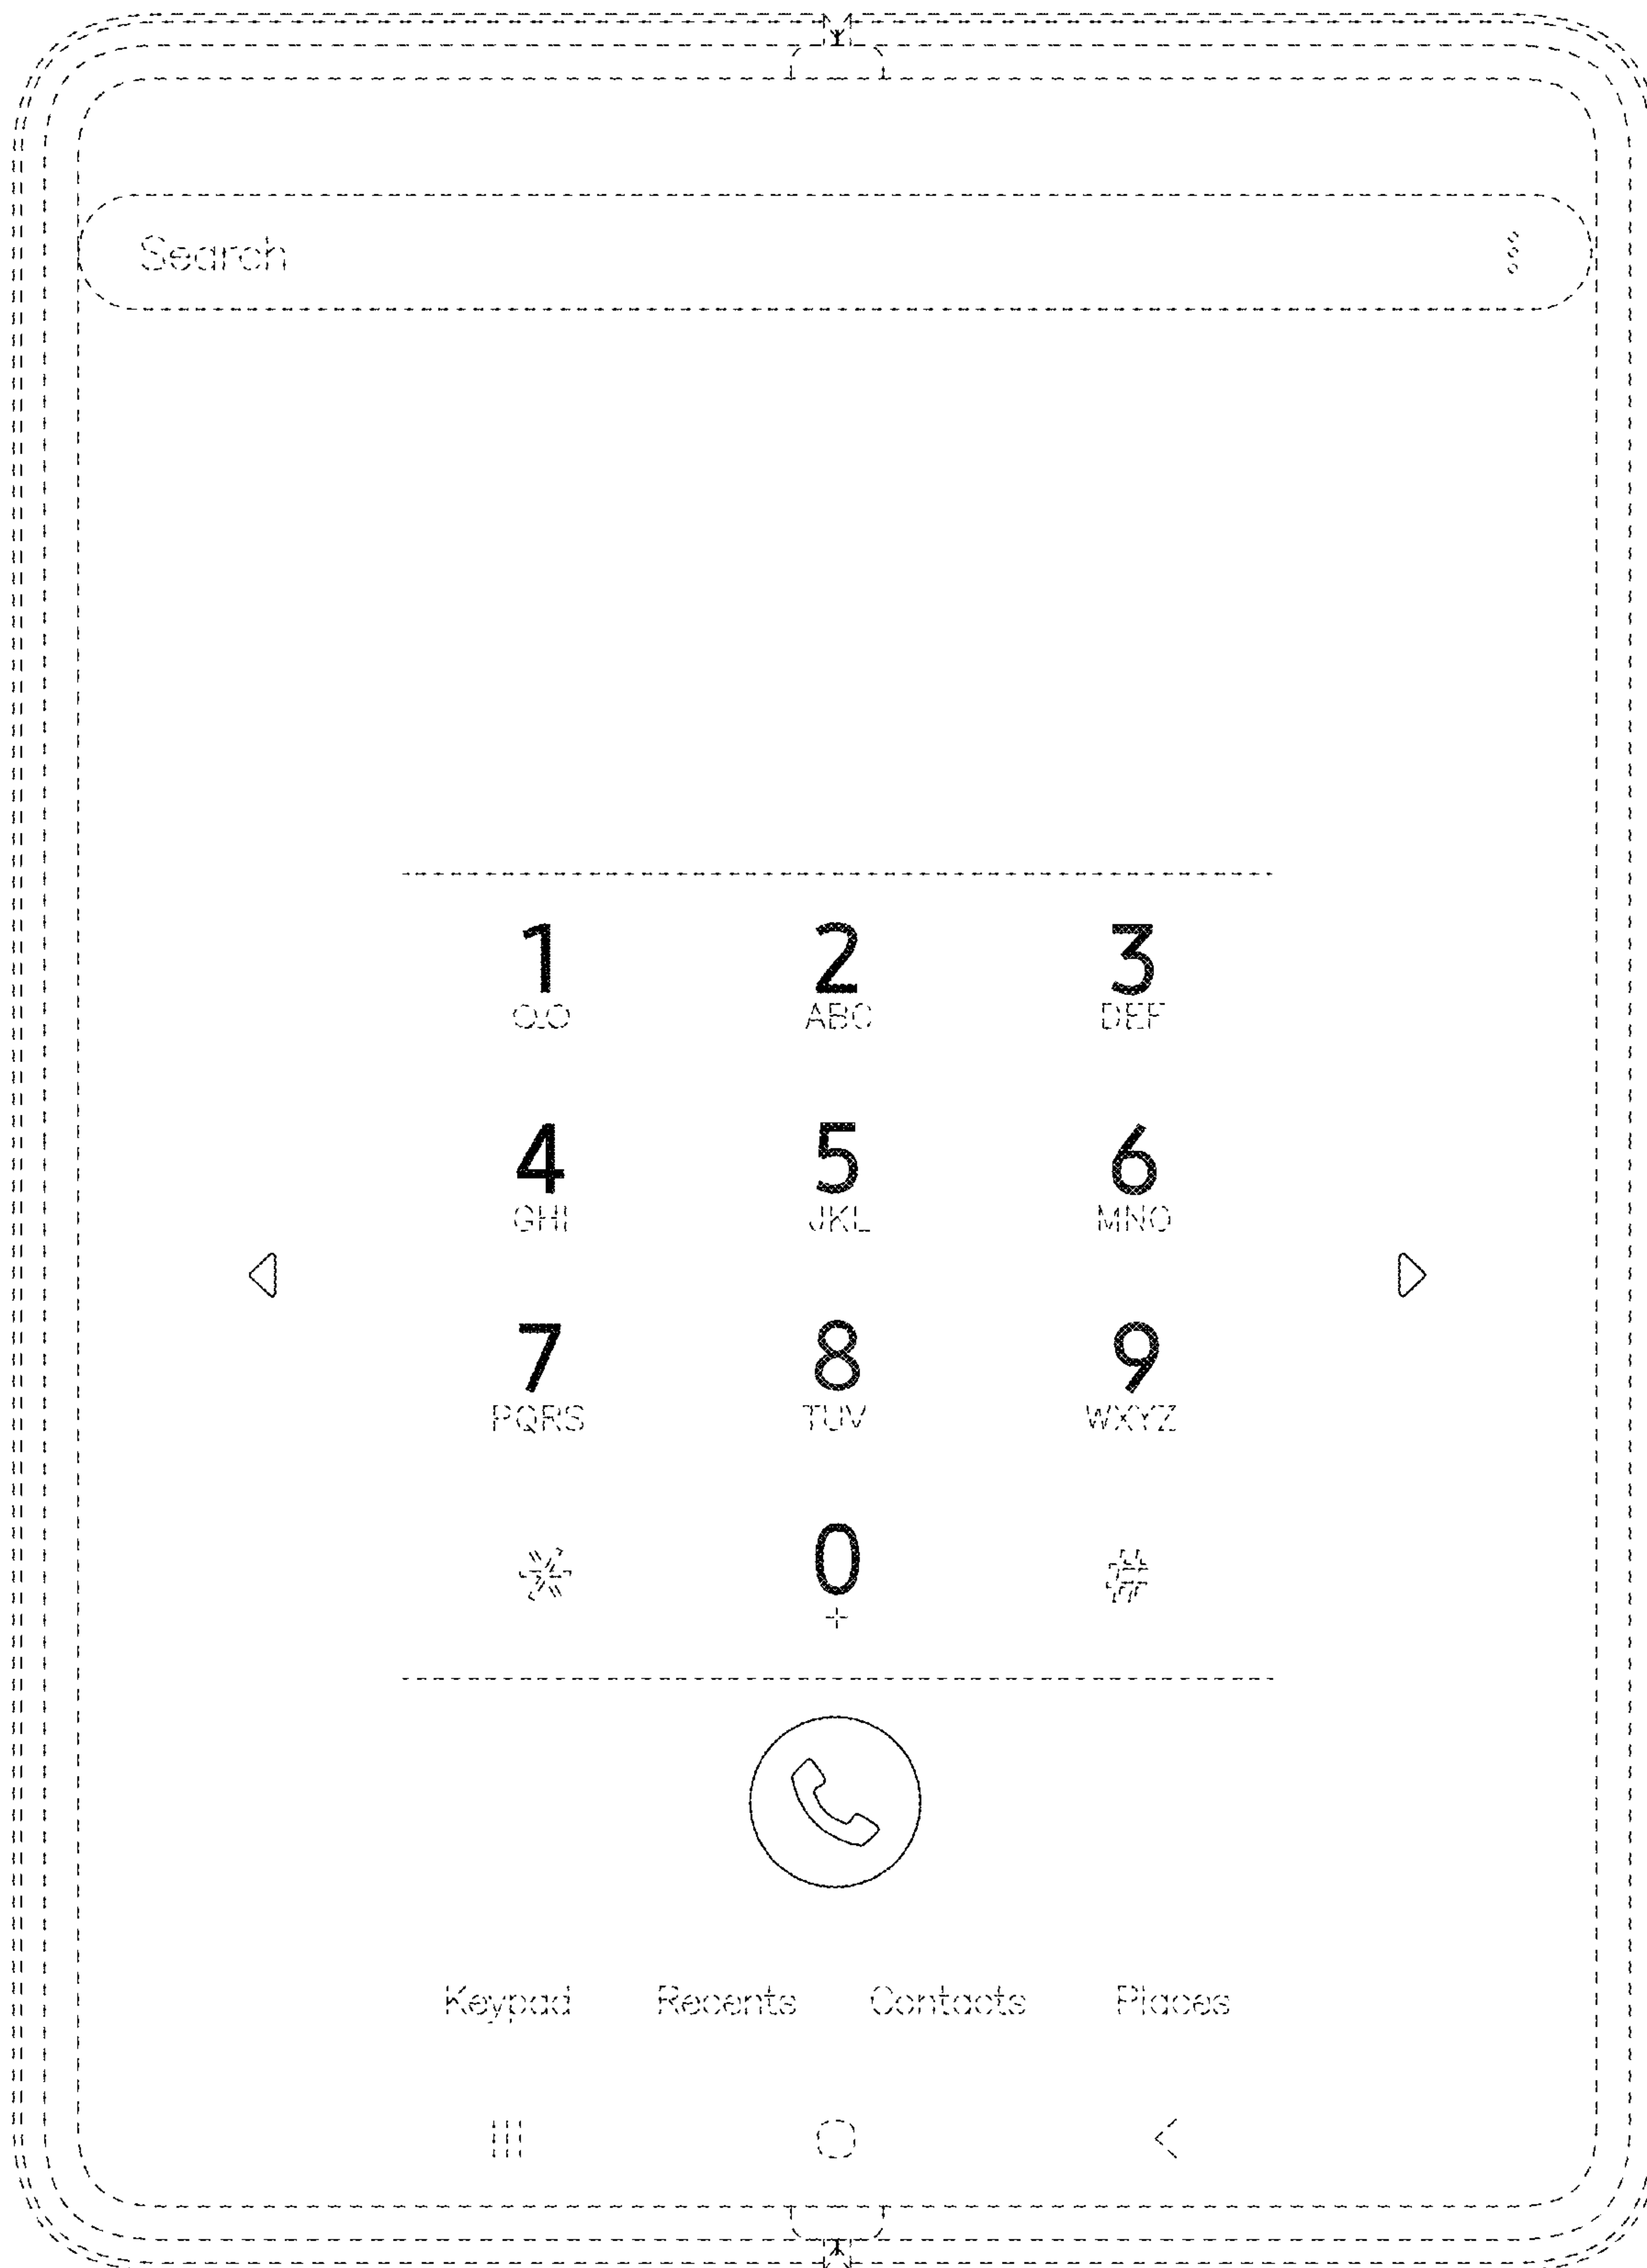 Search
1 2 3
ABC DEF
4 5 6
GHI JKL MNO
7 8 9
PQRS TUV WXYZ
* 0 #
+
Keypad Recents Contacts Places